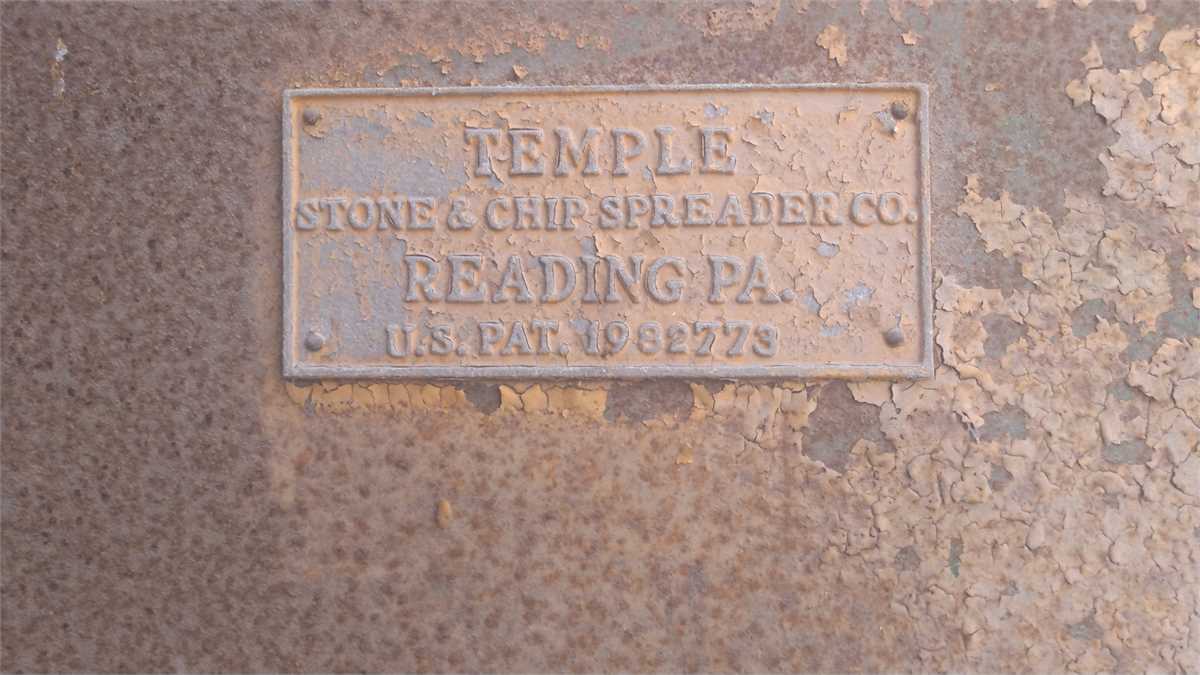 TEMPLE
STONE & CHIP SPREADER CO.
READING PA.
U.S. PAT. 1982773